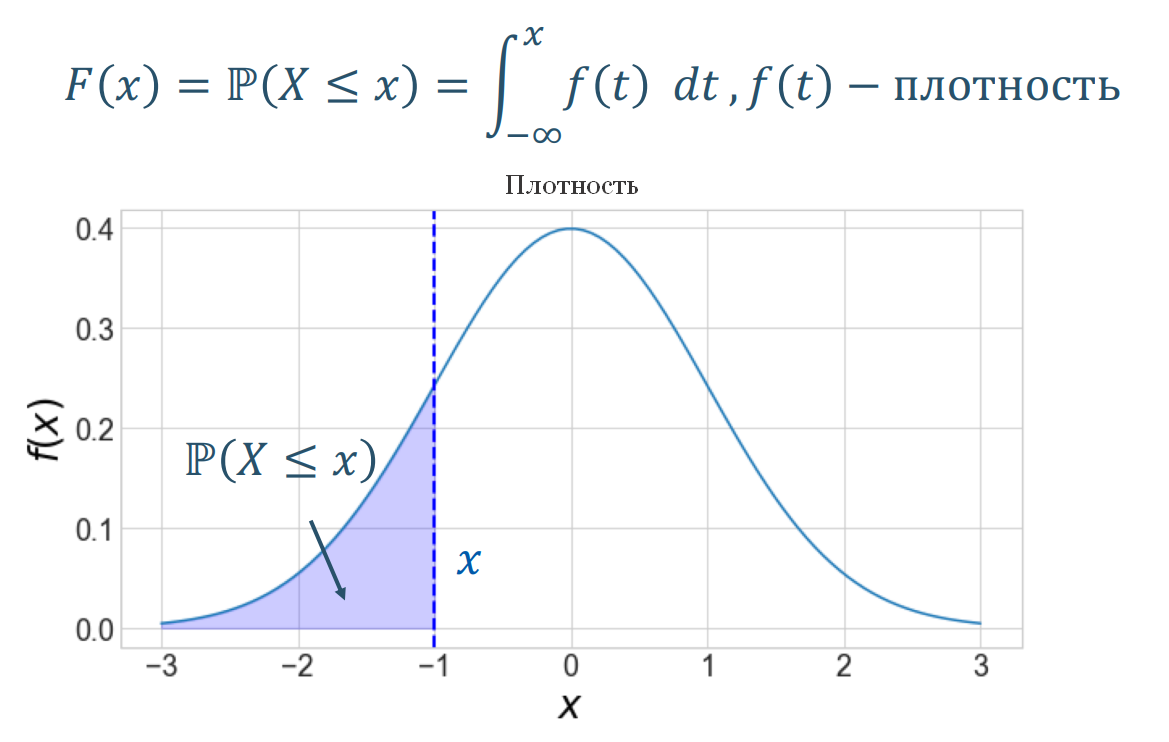 F(x) = ℙ(X ≤ x) = ∫_{−∞}^{x} f(t) dt , f(t) − плотность
Плотность
0.4
0.3
0.2
0.1
0.0
f(x)
ℙ(X ≤ x)
x
−3 −2 −1 0 1 2 3
x